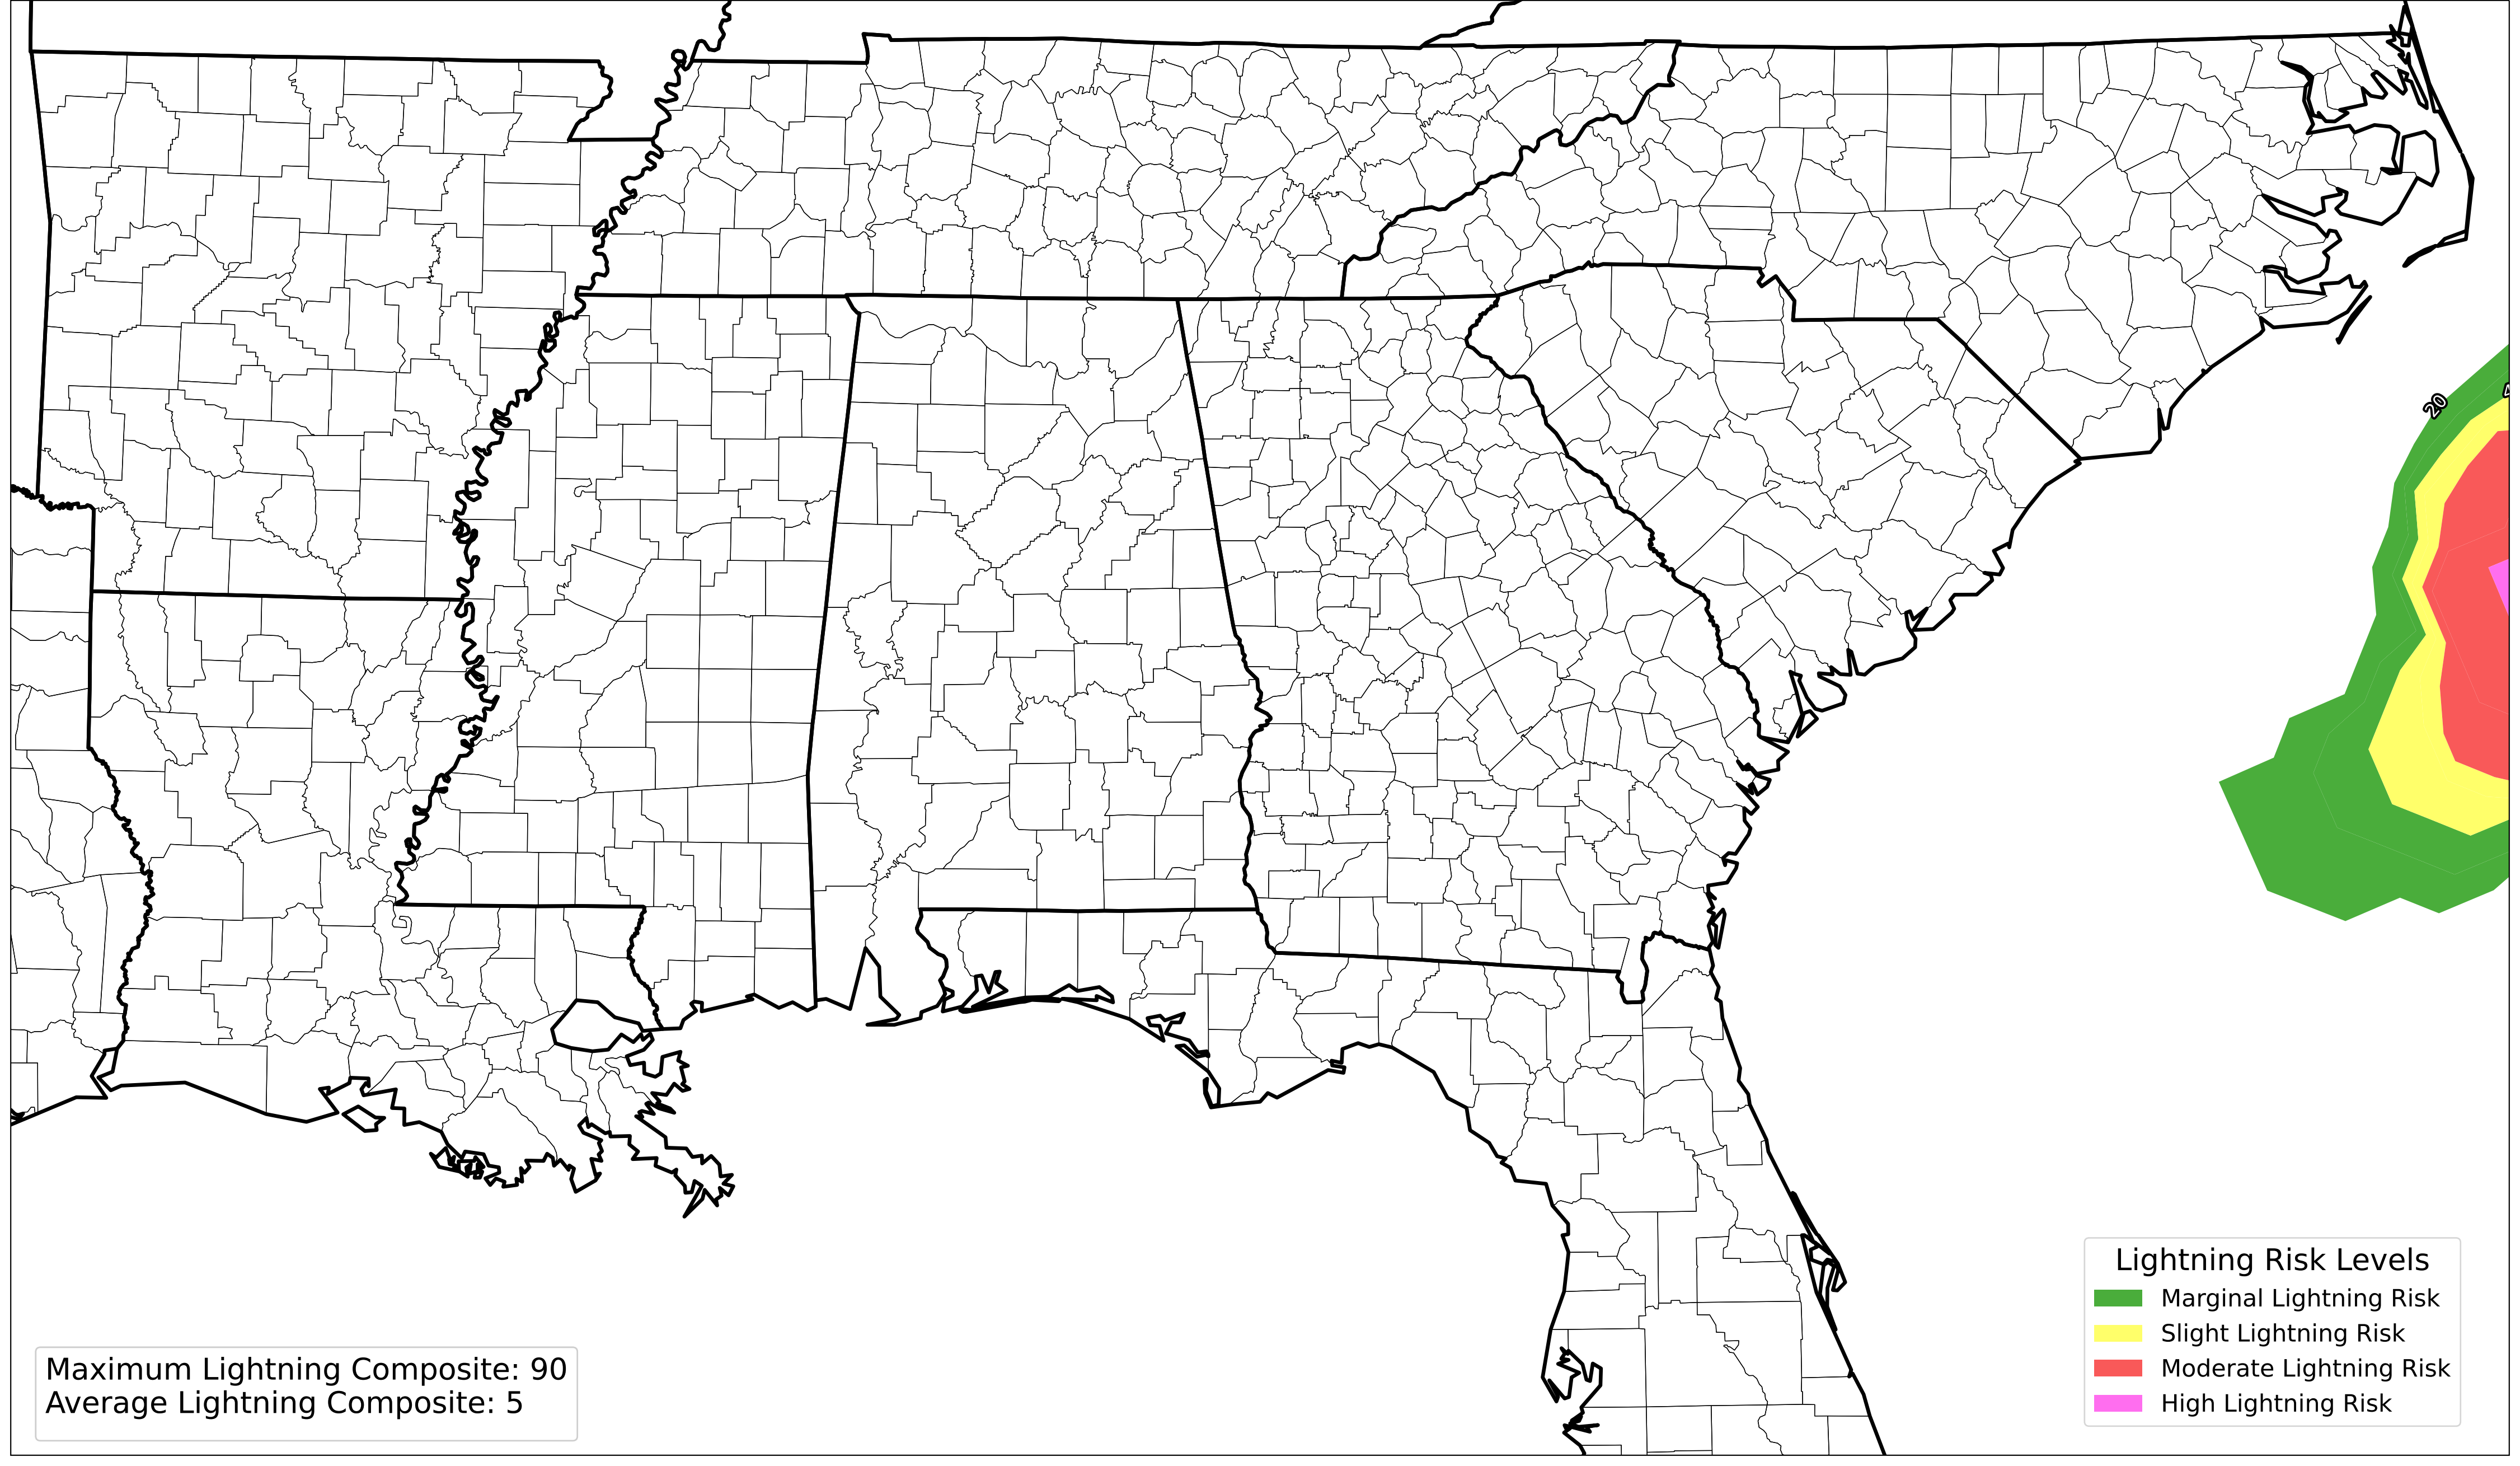 20
Lightning Risk Levels
Marginal Lightning Risk
Slight Lightning Risk
Moderate Lightning Risk
High Lightning Risk
Maximum Lightning Composite: 90
Average Lightning Composite: 5